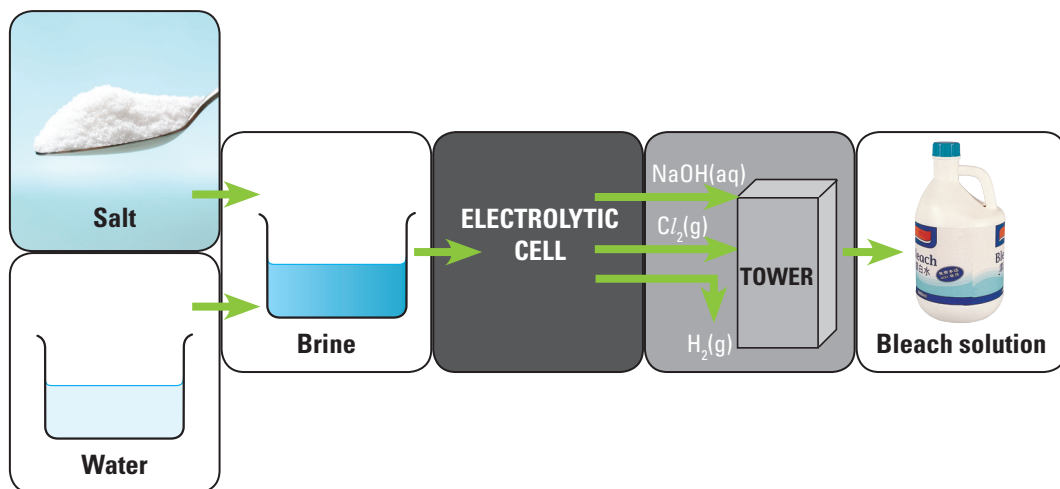 Salt
Water
Brine
ELECTROLYTIC
CELL
NaOH(aq)
Cl₂(g)
H₂(g)
TOWER
Bleach
Bleach solution